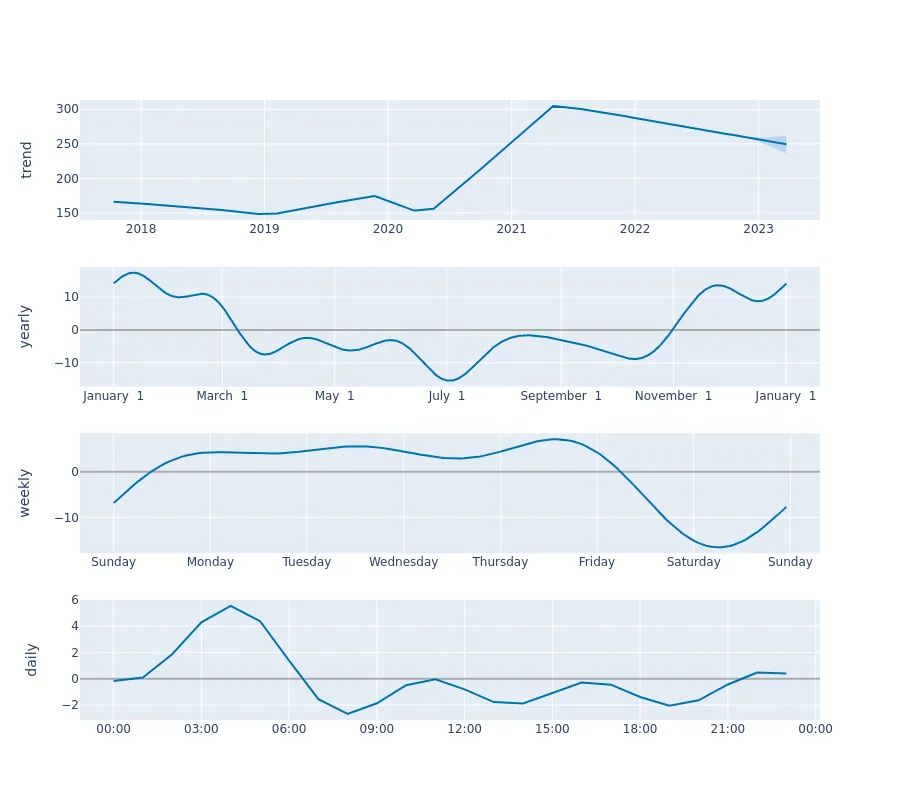 trend
300
250
200
150
2018 2019 2020 2021 2022 2023
yearly
10
0
−10
January 1 March 1 May 1 July 1 September 1 November 1 January 1
weekly
0
−10
Sunday Monday Tuesday Wednesday Thursday Friday Saturday Sunday
daily
6
4
2
0
−2
00:00 03:00 06:00 09:00 12:00 15:00 18:00 21:00 00:00